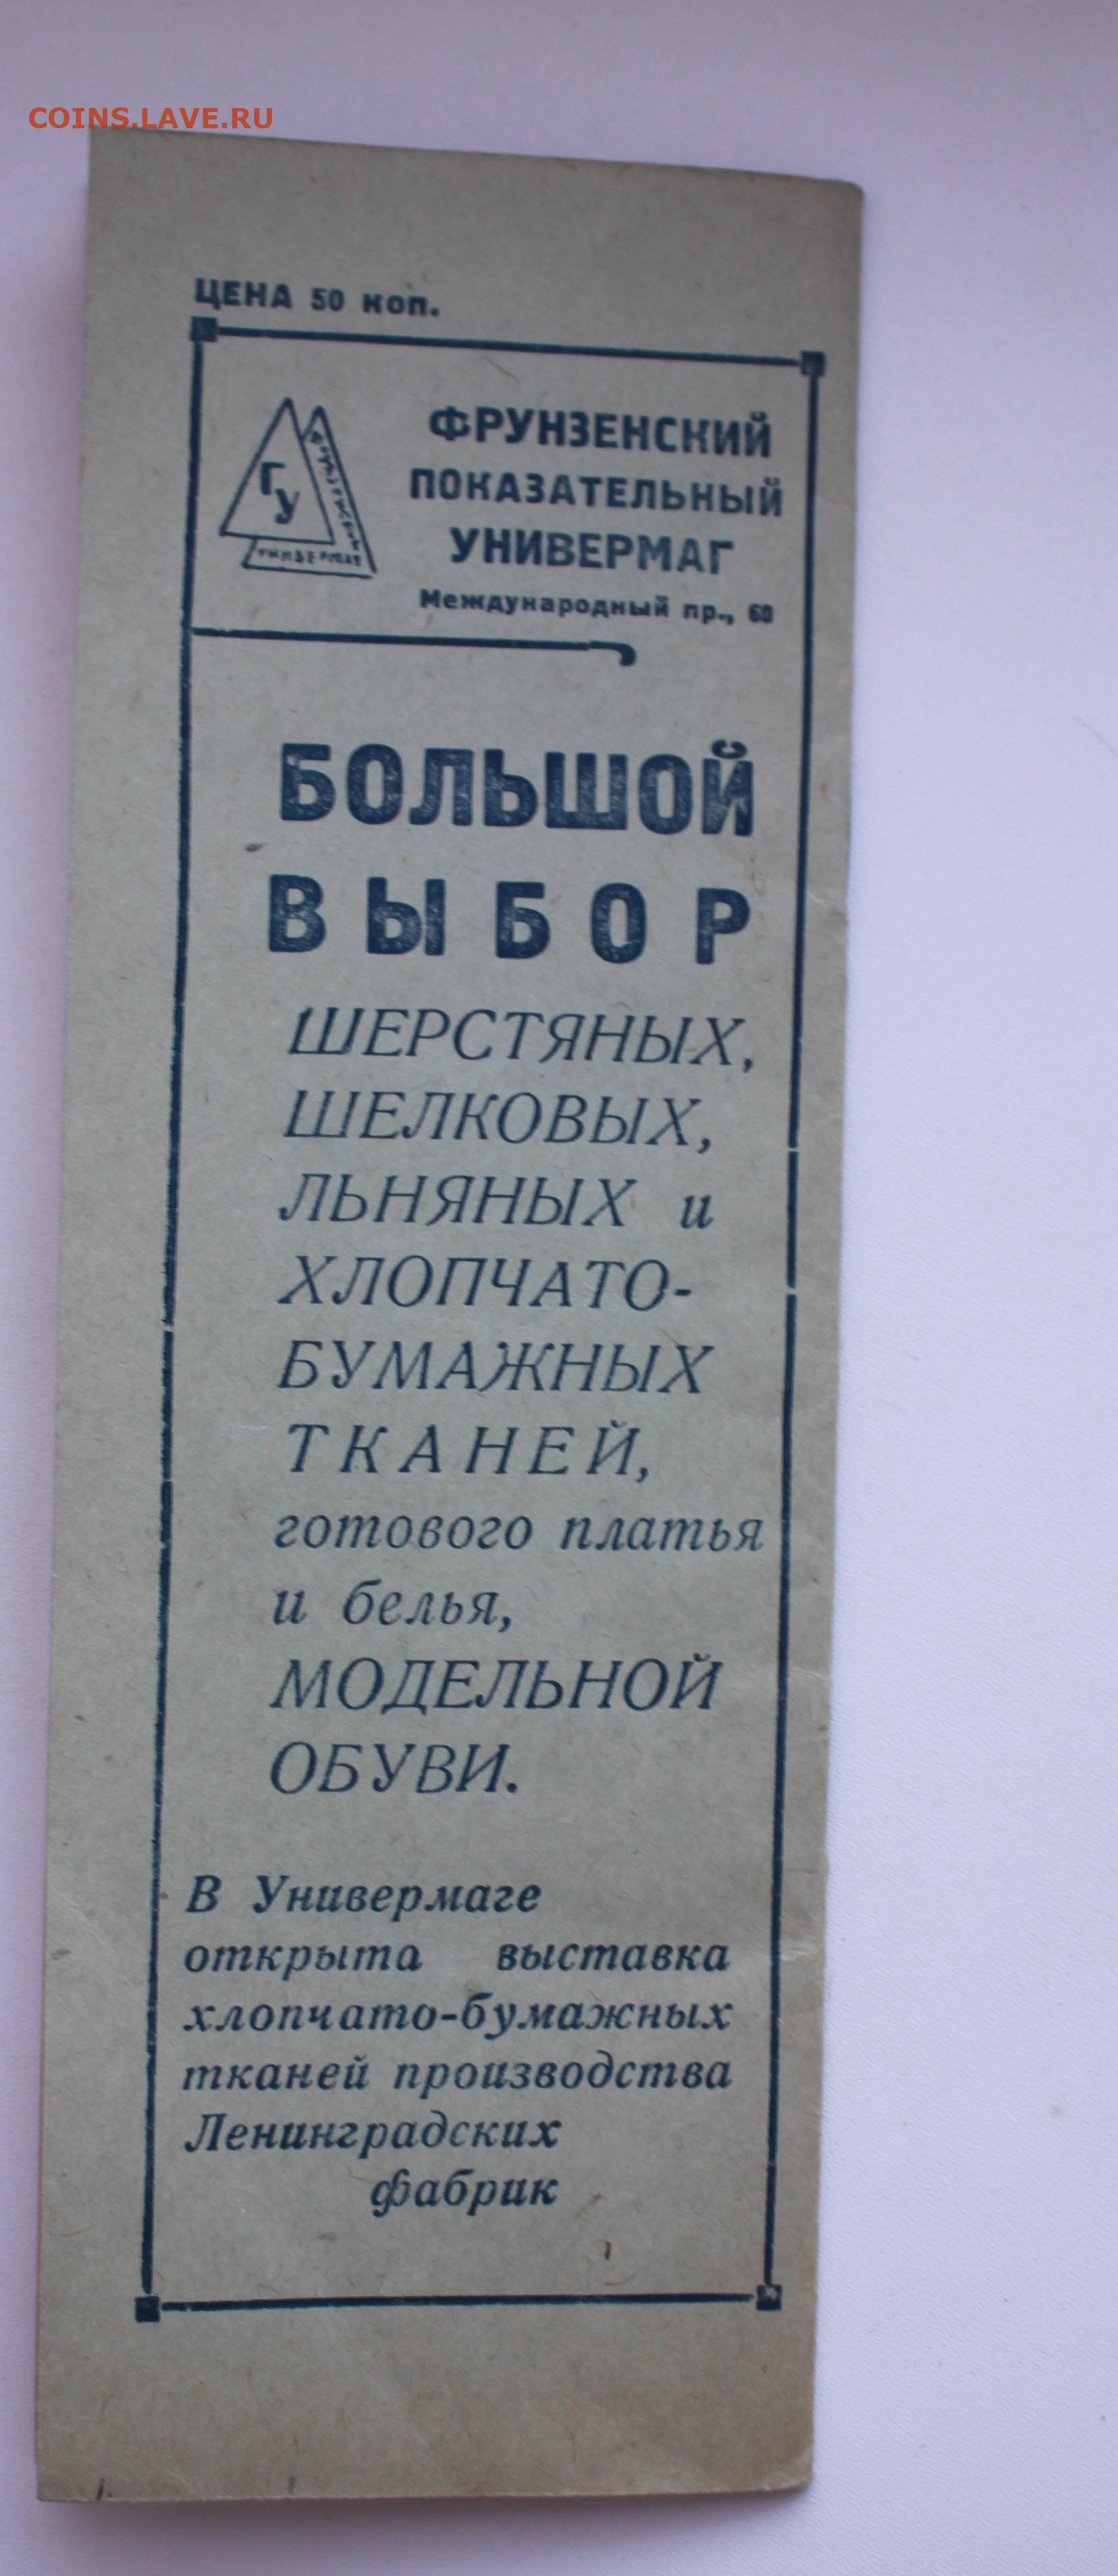 COINS.LAVE.RU
ЦЕНА 50 коп.
ГУ
ФРУНЗЕНСКИЙ
УНИВЕРМАГ
ФРУНЗЕНСКИЙ
ПОКАЗАТЕЛЬНЫЙ
УНИВЕРМАГ
Международный пр., 60
БОЛЬШОЙ
ВЫБОР
ШЕРСТЯНЫХ,
ШЕЛКОВЫХ,
ЛЬНЯНЫХ и
ХЛОПЧАТО-
БУМАЖНЫХ
ТКАНЕЙ,
готового платья
и белья,
МОДЕЛЬНОЙ
ОБУВИ.
В Универмаге
открыта выставка
хлопчато-бумажных
тканей производства
Ленинградских
фабрик